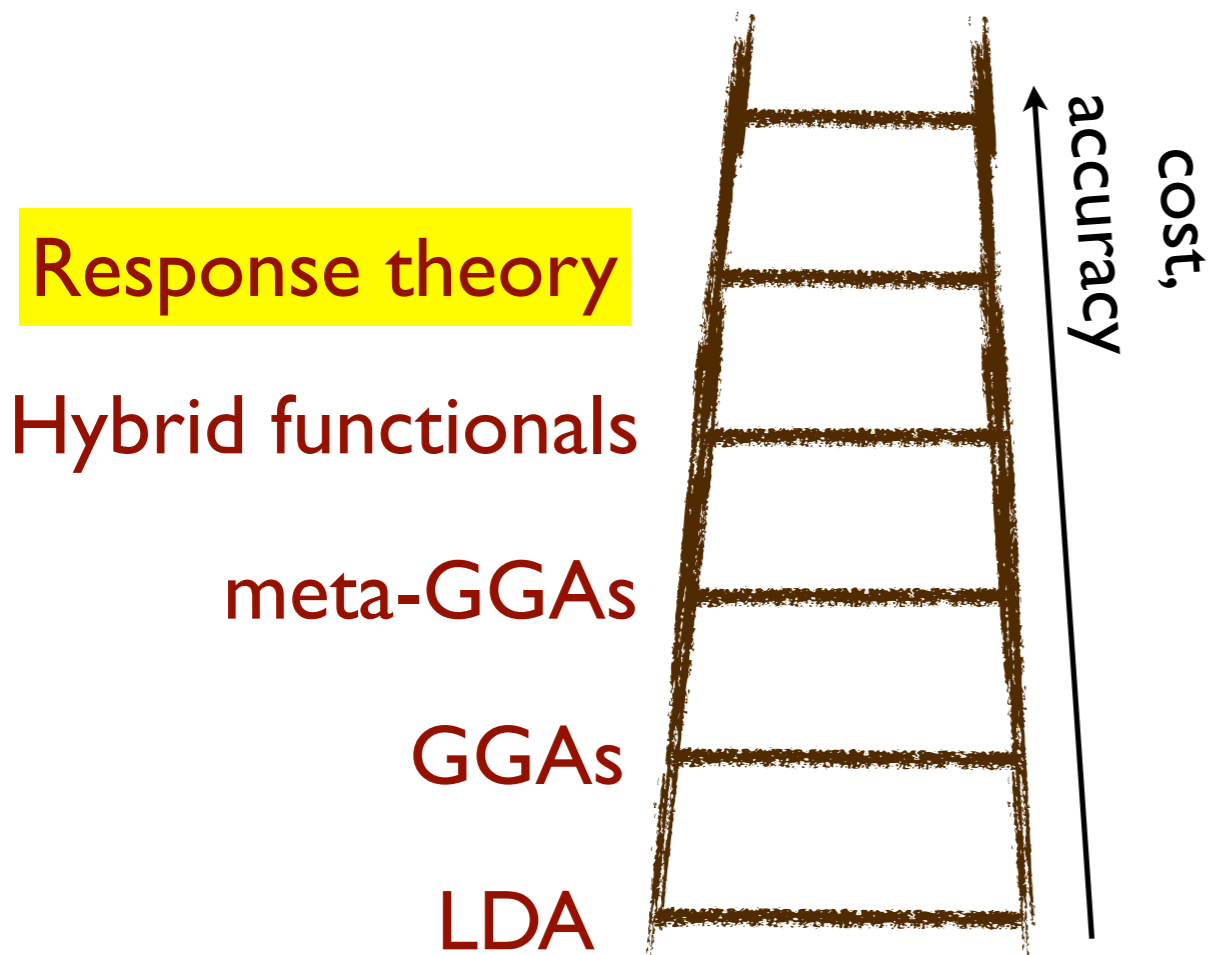 Response theory
Hybrid functionals
meta-GGAs
GGAs
LDA
cost,
accuracy